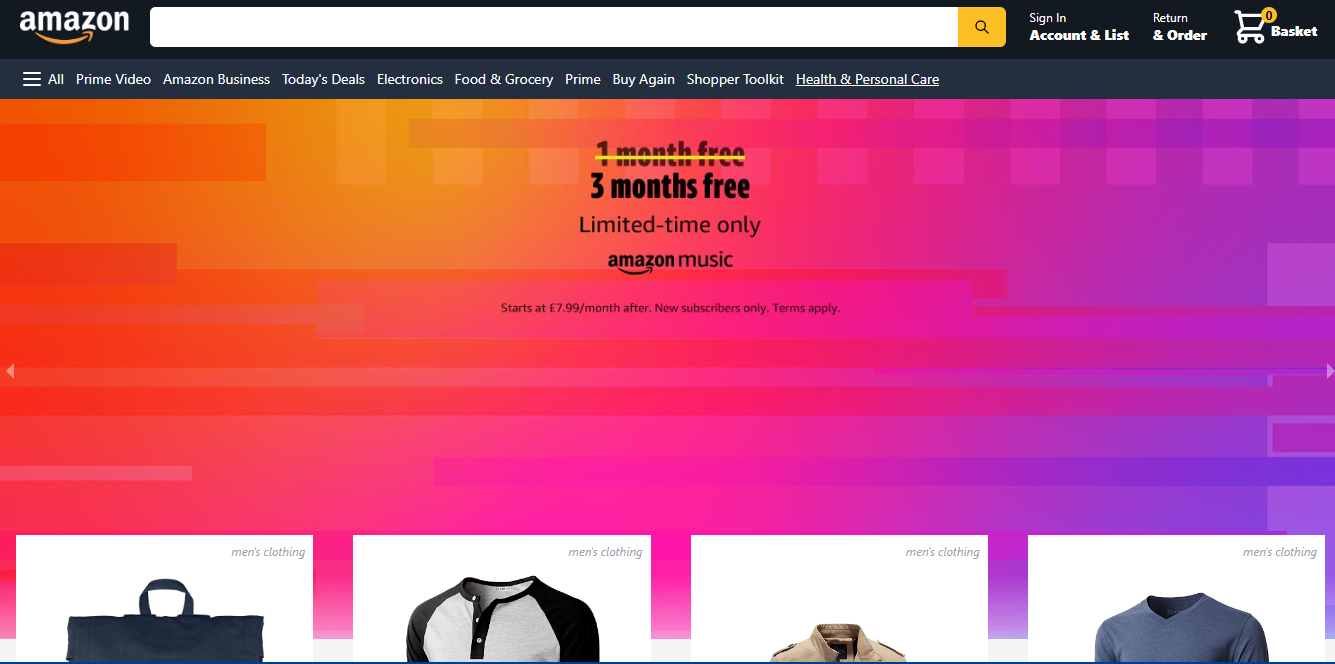 amazon
Sign In
Account & List
Return
& Order
0
Basket
All Prime Video Amazon Business Today's Deals Electronics Food & Grocery Prime Buy Again Shopper Toolkit Health & Personal Care
1 month free
3 months free
Limited-time only
amazon music
Starts at £7.99/month after. New subscribers only. Terms apply.
men's clothing
men's clothing
men's clothing
men's clothing